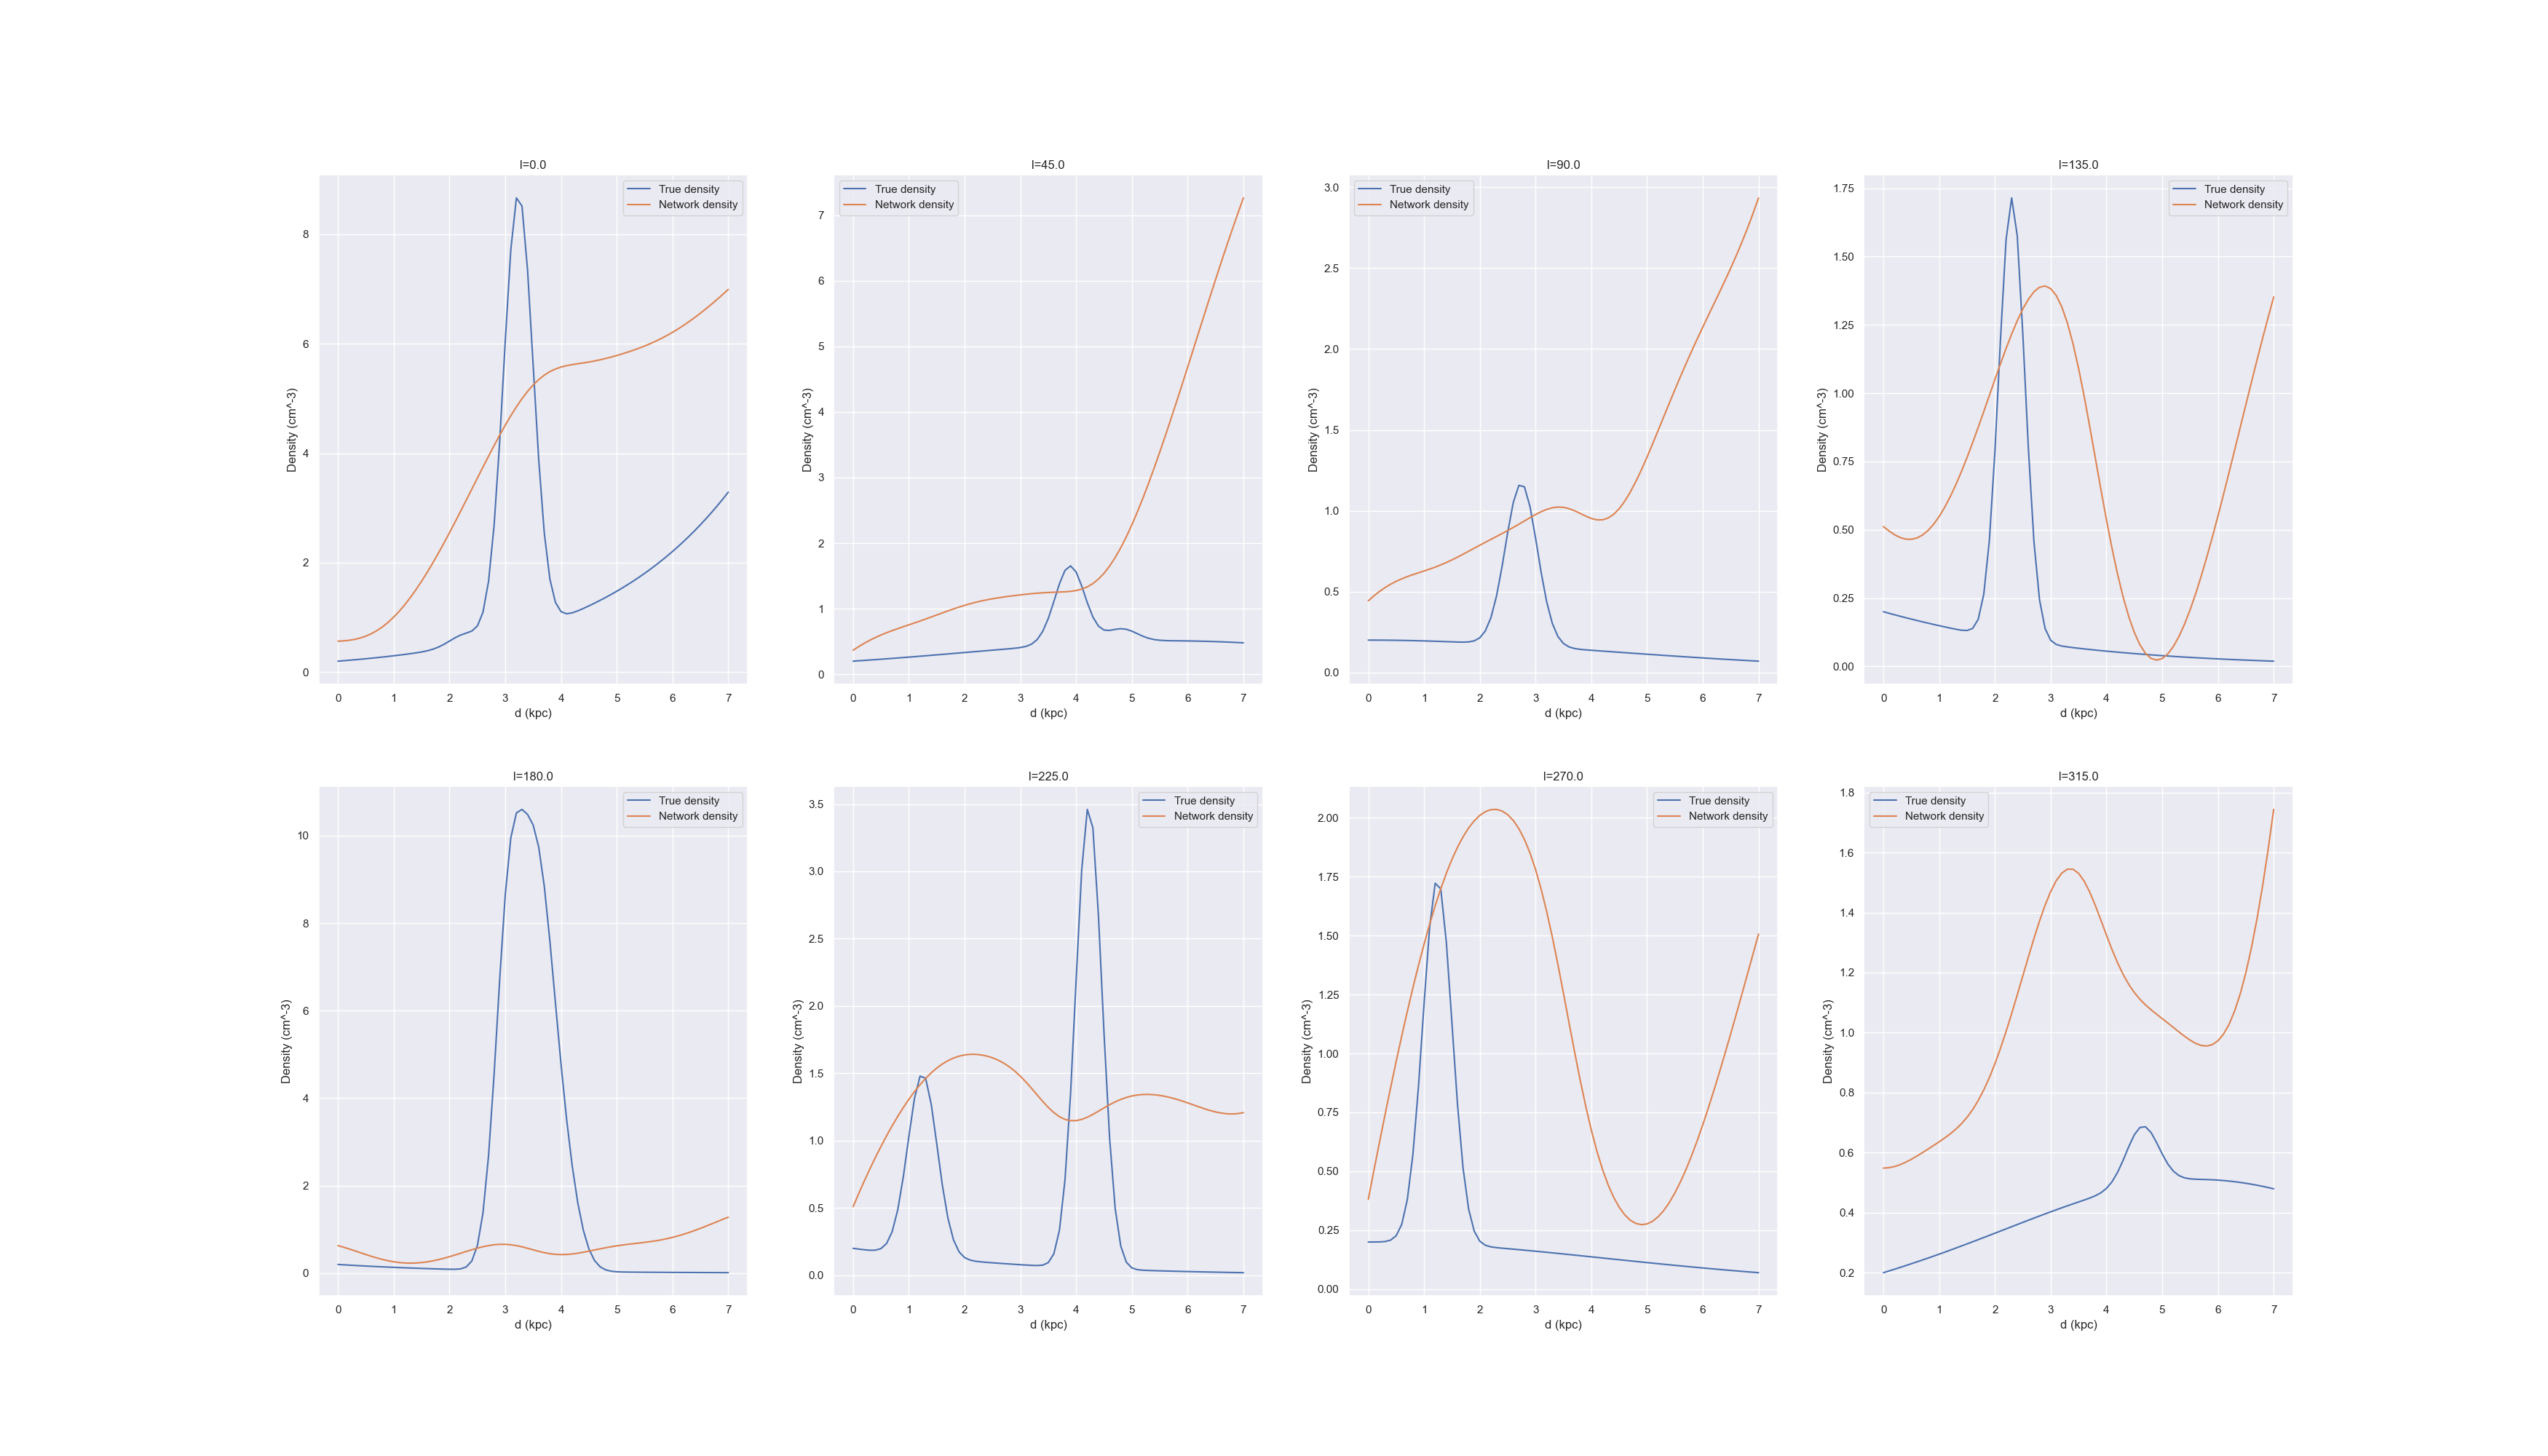 l=0.0
True density
Network density
8
6
4
2
0
Density (cm^-3)
0 1 2 3 4 5 6 7
d (kpc)
l=45.0
True density
Network density
7
6
5
4
3
2
1
0
Density (cm^-3)
0 1 2 3 4 5 6 7
d (kpc)
l=90.0
True density
Network density
3.0
2.5
2.0
1.5
1.0
0.5
0.0
Density (cm^-3)
0 1 2 3 4 5 6 7
d (kpc)
l=135.0
True density
Network density
1.75
1.50
1.25
1.00
0.75
0.50
0.25
0.00
Density (cm^-3)
0 1 2 3 4 5 6 7
d (kpc)
l=180.0
True density
Network density
10
8
6
4
2
0
Density (cm^-3)
0 1 2 3 4 5 6 7
d (kpc)
l=225.0
True density
Network density
3.5
3.0
2.5
2.0
1.5
1.0
0.5
0.0
Density (cm^-3)
0 1 2 3 4 5 6 7
d (kpc)
l=270.0
True density
Network density
2.00
1.75
1.50
1.25
1.00
0.75
0.50
0.25
0.00
Density (cm^-3)
0 1 2 3 4 5 6 7
d (kpc)
l=315.0
True density
Network density
1.8
1.6
1.4
1.2
1.0
0.8
0.6
0.4
0.2
Density (cm^-3)
0 1 2 3 4 5 6 7
d (kpc)